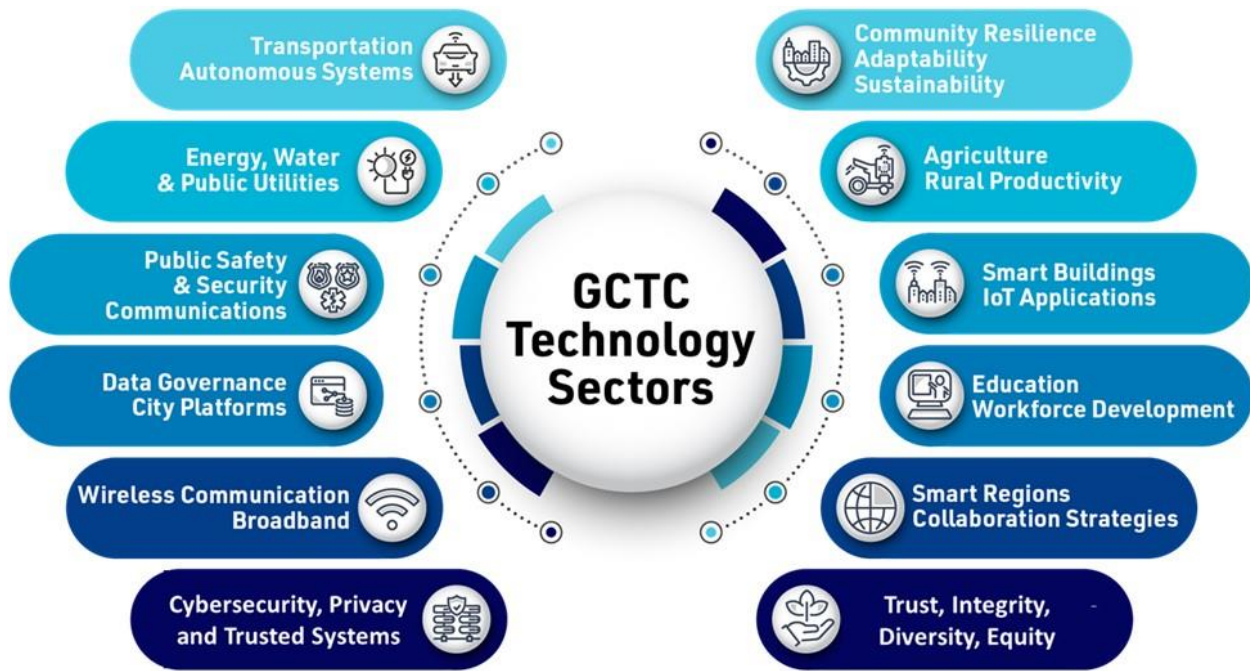 Transportation
Autonomous Systems
Energy, Water
& Public Utilities
Public Safety
& Security
Communications
Data Governance
City Platforms
Wireless Communication
Broadband
Cybersecurity, Privacy
and Trusted Systems
GCTC
Technology
Sectors
Community Resilience
Adaptability
Sustainability
Agriculture
Rural Productivity
Smart Buildings
IoT Applications
Education
Workforce Development
Smart Regions
Collaboration Strategies
Trust, Integrity, -
Diversity, Equity